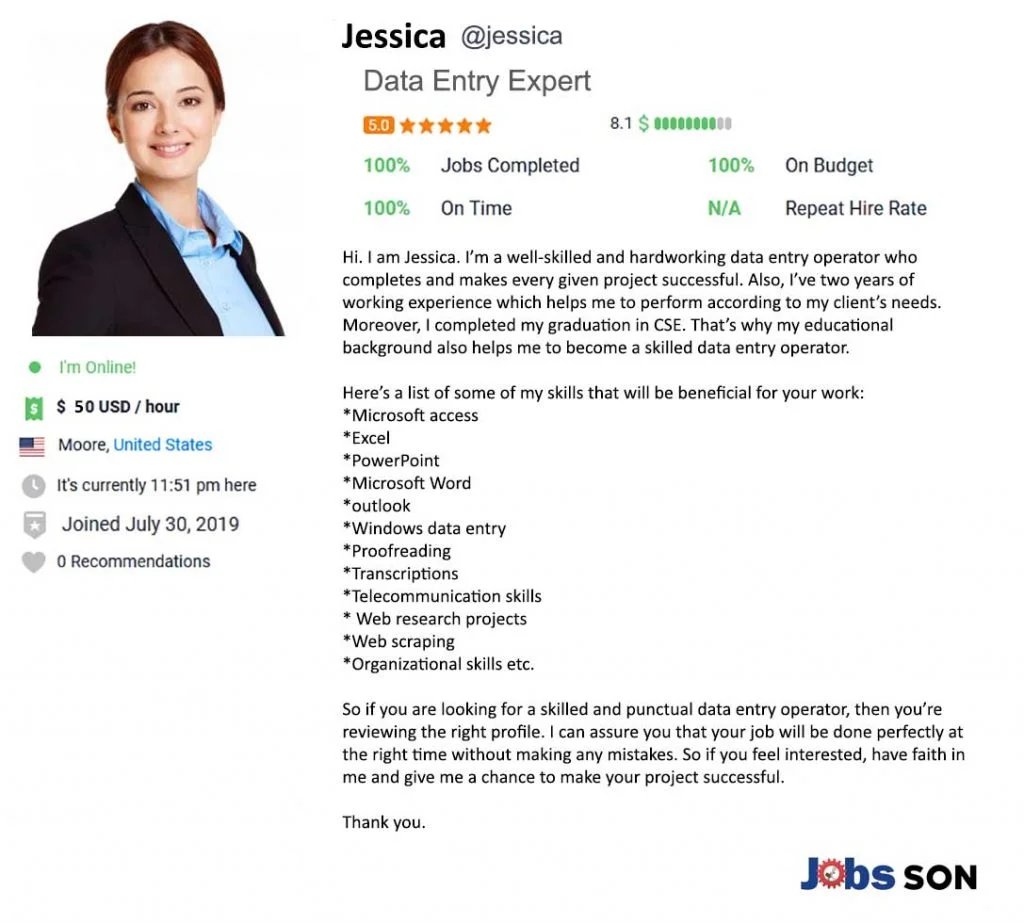 Jessica @jessica
Data Entry Expert
5.0
8.1 $
100% Jobs Completed
100% On Budget
100% On Time
N/A Repeat Hire Rate
I'm Online!
$ 50 USD / hour
Moore, United States
It's currently 11:51 pm here
Joined July 30, 2019
0 Recommendations
Hi. I am Jessica. I’m a well-skilled and hardworking data entry operator who
completes and makes every given project successful. Also, I’ve two years of
working experience which helps me to perform according to my client’s needs.
Moreover, I completed my graduation in CSE. That’s why my educational
background also helps me to become a skilled data entry operator.
Here’s a list of some of my skills that will be beneficial for your work:
*Microsoft access
*Excel
*PowerPoint
*Microsoft Word
*outlook
*Windows data entry
*Proofreading
*Transcriptions
*Telecommunication skills
* Web research projects
*Web scraping
*Organizational skills etc.
So if you are looking for a skilled and punctual data entry operator, then you’re
reviewing the right profile. I can assure you that your job will be done perfectly at
the right time without making any mistakes. So if you feel interested, have faith in
me and give me a chance to make your project successful.
Thank you.
Jobs SON